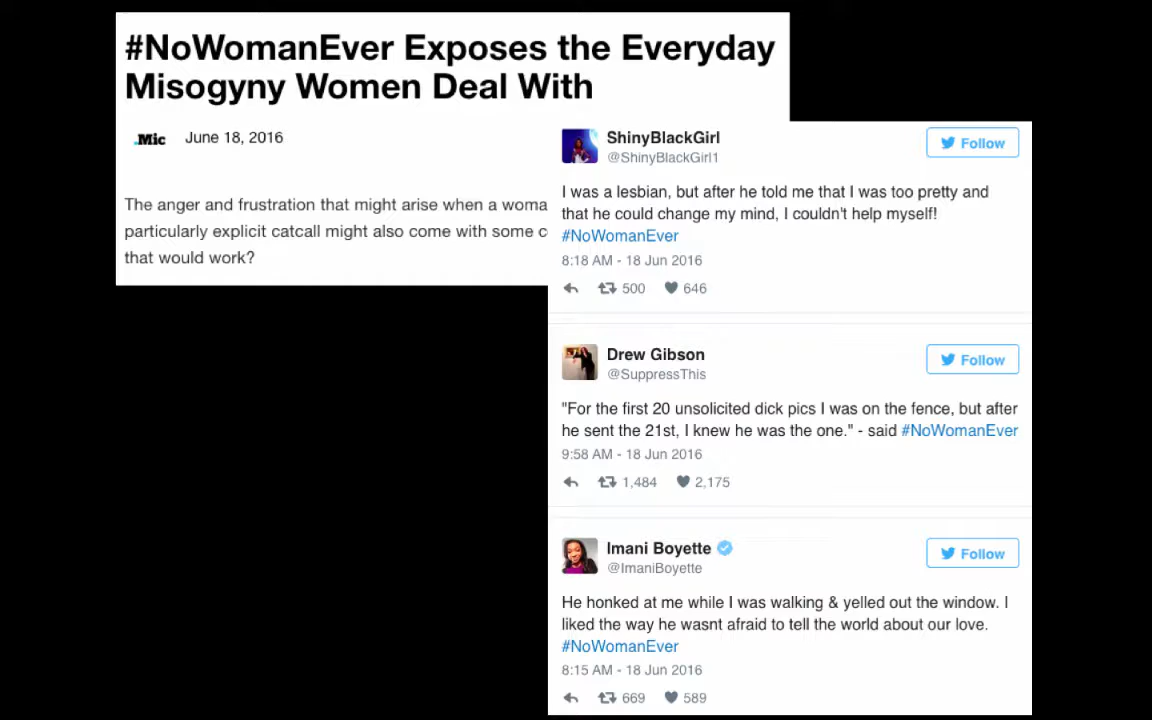 #NoWomanEver Exposes the Everyday
Misogyny Women Deal With
.Mic June 18, 2016
The anger and frustration that might arise when a woma
particularly explicit catcall might also come with some c
that would work?
ShinyBlackGirl
@ShinyBlackGirl1
Follow
I was a lesbian, but after he told me that I was too pretty and
that he could change my mind, I couldn't help myself!
#NoWomanEver
8:18 AM - 18 Jun 2016
500 646
Drew Gibson
@SuppressThis
Follow
"For the first 20 unsolicited dick pics I was on the fence, but after
he sent the 21st, I knew he was the one." - said #NoWomanEver
9:58 AM - 18 Jun 2016
1,484 2,175
Imani Boyette
@ImaniBoyette
Follow
He honked at me while I was walking & yelled out the window. I
liked the way he wasnt afraid to tell the world about our love.
#NoWomanEver
8:15 AM - 18 Jun 2016
669 589